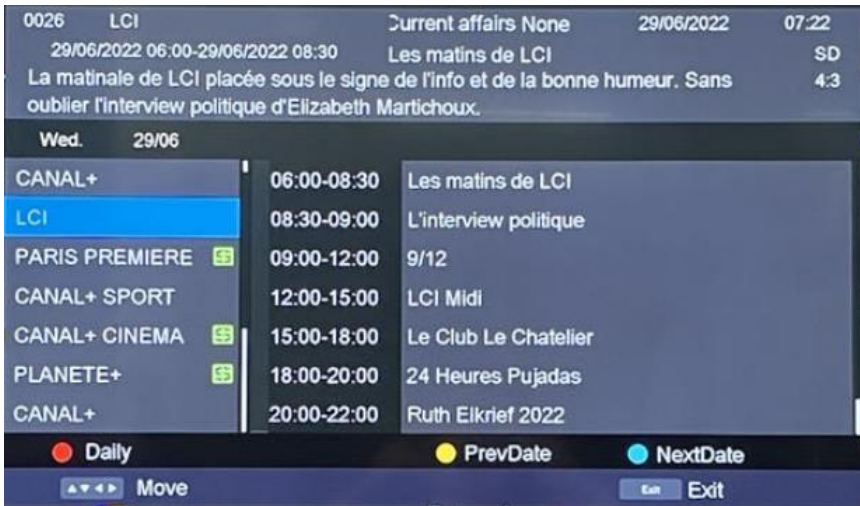 0026 LCI Current affairs None 29/06/2022 07:22
29/06/2022 06:00-29/06/2022 08:30 Les matins de LCI SD
La matinale de LCI placée sous le signe de l'info et de la bonne humeur. Sans 4:3
oublier l'interview politique d'Elizabeth Martichoux.
Wed. 29/06
CANAL+ 06:00-08:30 Les matins de LCI
LCI 08:30-09:00 L'interview politique
PARIS PREMIERE $ 09:00-12:00 9/12
CANAL+ SPORT 12:00-15:00 LCI Midi
CANAL+ CINEMA $ 15:00-18:00 Le Club Le Chatelier
PLANETE+ $ 18:00-20:00 24 Heures Pujadas
CANAL+ 20:00-22:00 Ruth Elkrief 2022
Daily PrevDate NextDate
Move Exit Exit